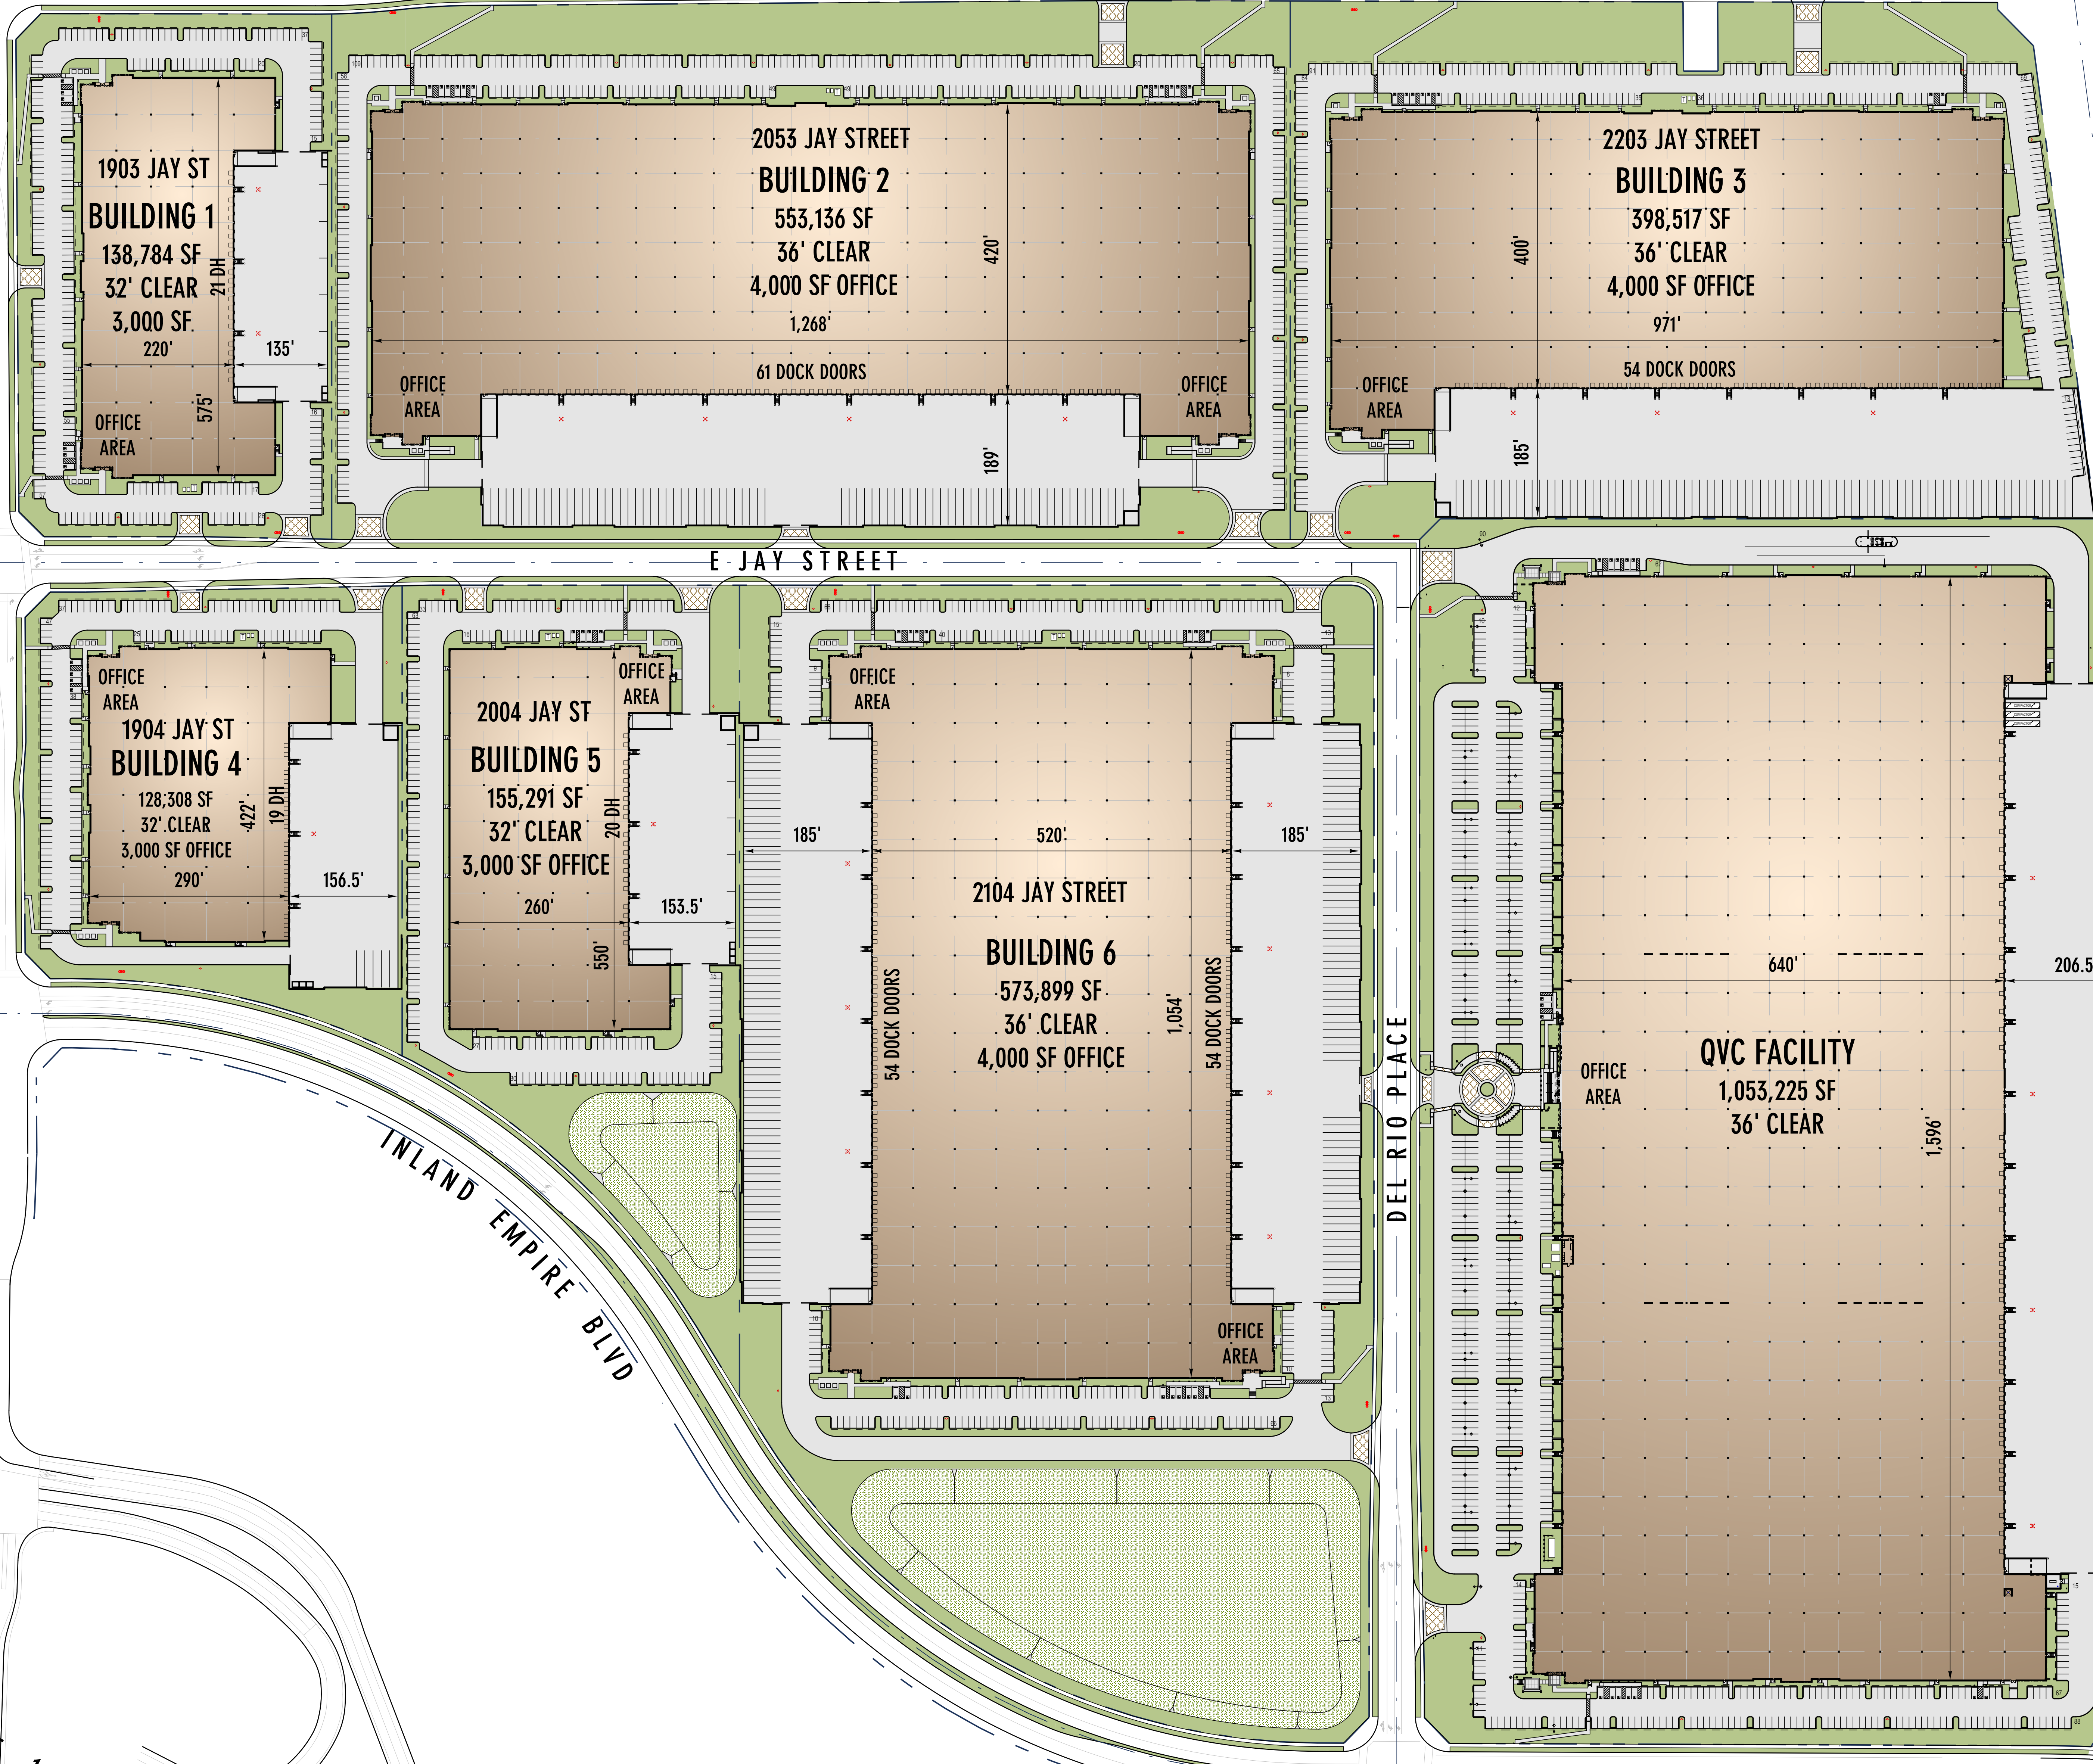 1903 JAY ST
BUILDING 1
138,784 SF
32' CLEAR
3,000 SF
220'
135'
21 DH
575'
OFFICE
AREA
2053 JAY STREET
BUILDING 2
553,136 SF
36' CLEAR
4,000 SF OFFICE
1,268'
61 DOCK DOORS
420'
189'
OFFICE
AREA
OFFICE
AREA
2203 JAY STREET
BUILDING 3
398,517 SF
36' CLEAR
4,000 SF OFFICE
971'
54 DOCK DOORS
400'
185'
OFFICE
AREA
E JAY STREET
OFFICE
AREA
1904 JAY ST
BUILDING 4
128,308 SF
32' CLEAR
3,000 SF OFFICE
290'
156.5'
422'
19 DH
OFFICE
AREA
2004 JAY ST
BUILDING 5
155,291 SF
32' CLEAR
3,000 SF OFFICE
260'
153.5'
20 DH
550'
OFFICE
AREA
185'
520'
185'
2104 JAY STREET
BUILDING 6
573,899 SF
36' CLEAR
4,000 SF OFFICE
54 DOCK DOORS
1,054'
54 DOCK DOORS
OFFICE
AREA
DEL RIO PLACE
640'
206.5
QVC FACILITY
1,053,225 SF
36' CLEAR
OFFICE
AREA
1,596'
INLAND EMPIRE BLVD